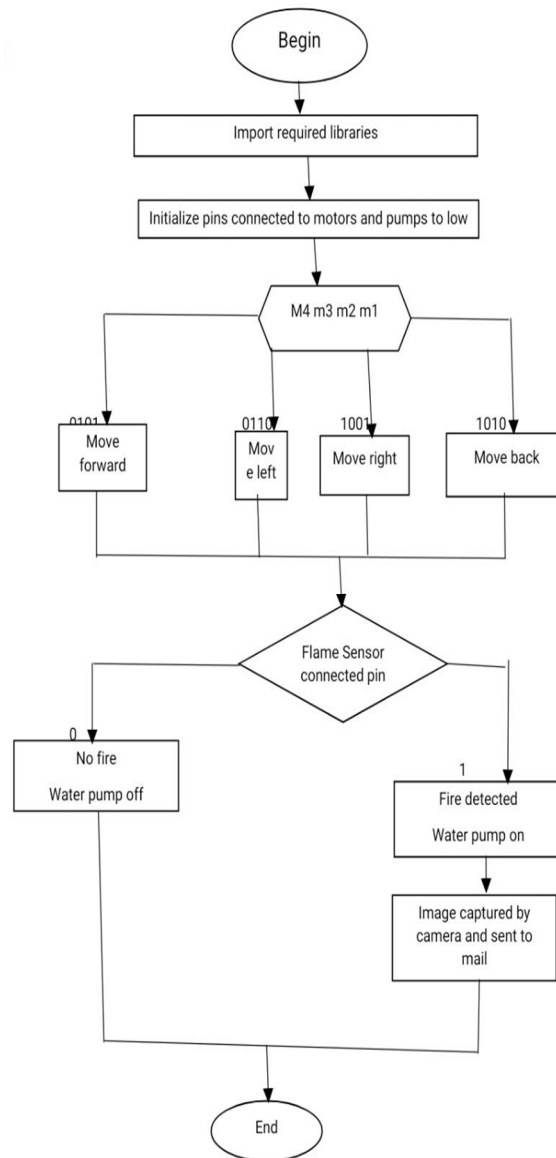 Begin
Import required libraries
Initialize pins connected to motors and pumps to low
M4 m3 m2 m1
0101
Move
forward
0110
Mov
e left
1001
Move right
1010
Move back
Flame Sensor
connected pin
0
No fire
Water pump off
1
Fire detected
Water pump on
Image captured by
camera and sent to
mail
End